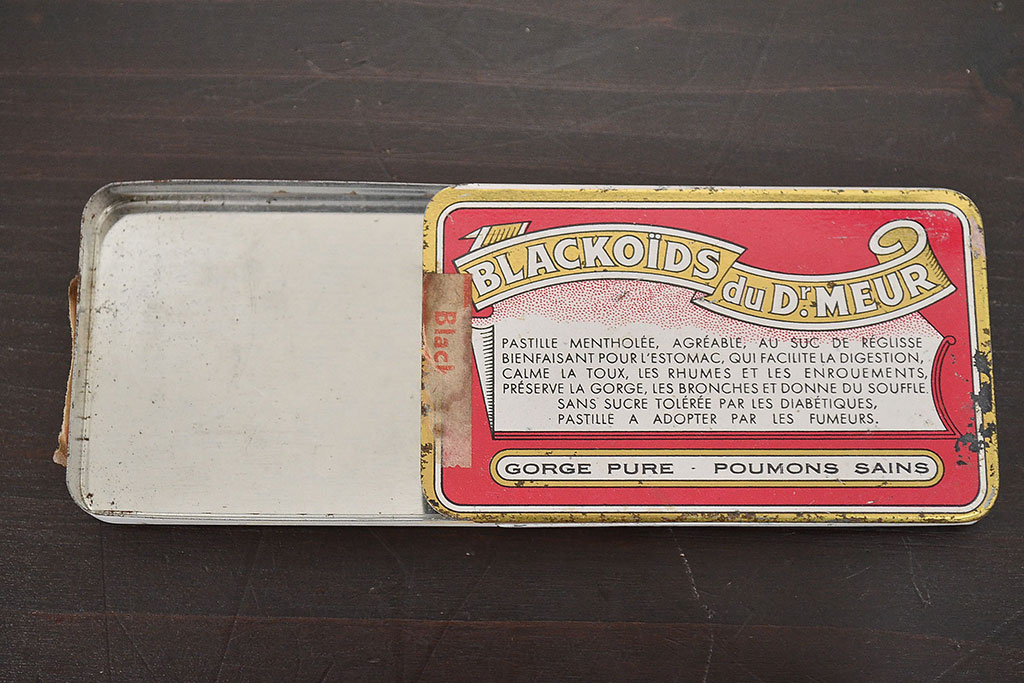 BLACKOÏDS
du Dr. MEUR
Black
PASTILLE MENTHOLÉE, AGRÉABLE, AU SUC DE RÉGLISSE
BIENFAISANT POUR L'ESTOMAC, QUI FACILITE LA DIGESTION,
CALME LA TOUX, LES RHUMES ET LES ENROUEMENTS,
PRÉSERVE LA GORGE, LES BRONCHES ET DONNE DU SOUFFLE.
SANS SUCRE TOLÉRÉE PAR LES DIABÉTIQUES,
PASTILLE A ADOPTER PAR LES FUMEURS.
GORGE PURE - POUMONS SAINS